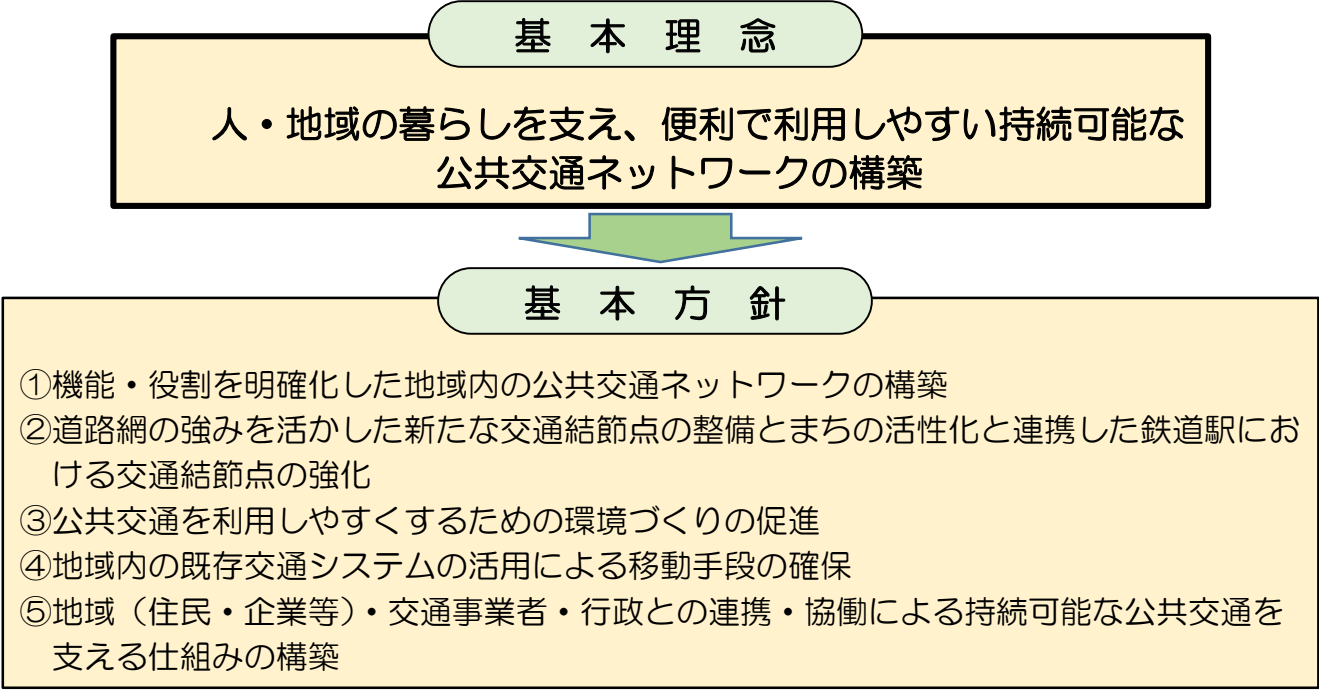 基　本　理　念
人・地域の暮らしを支え、便利で利用しやすい持続可能な
公共交通ネットワークの構築
基　本　方　針
①機能・役割を明確化した地域内の公共交通ネットワークの構築
②道路網の強みを活かした新たな交通結節点の整備とまちの活性化と連携した鉄道駅にお
ける交通結節点の強化
③公共交通を利用しやすくするための環境づくりの促進
④地域内の既存交通システムの活用による移動手段の確保
⑤地域（住民・企業等）・交通事業者・行政との連携・協働による持続可能な公共交通を
支える仕組みの構築